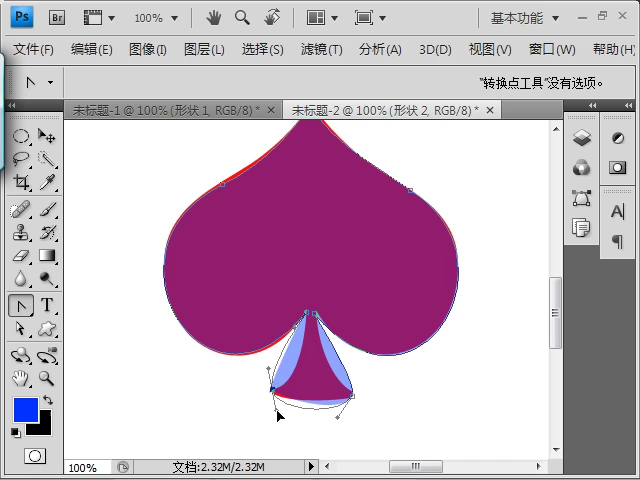 Ps Br 100% 基本功能
文件(F) 编辑(E) 图像(I) 图层(L) 选择(S) 滤镜(T) 分析(A) 3D(D) 视图(V) 窗口(W) 帮助(H)
"转换点工具"没有选项。
未标题-1 @ 100% (形状 1, RGB/8) * × 未标题-2 @ 100% (形状 2, RGB/8) * ×
A
T
100% 文档:2.32M/2.32M